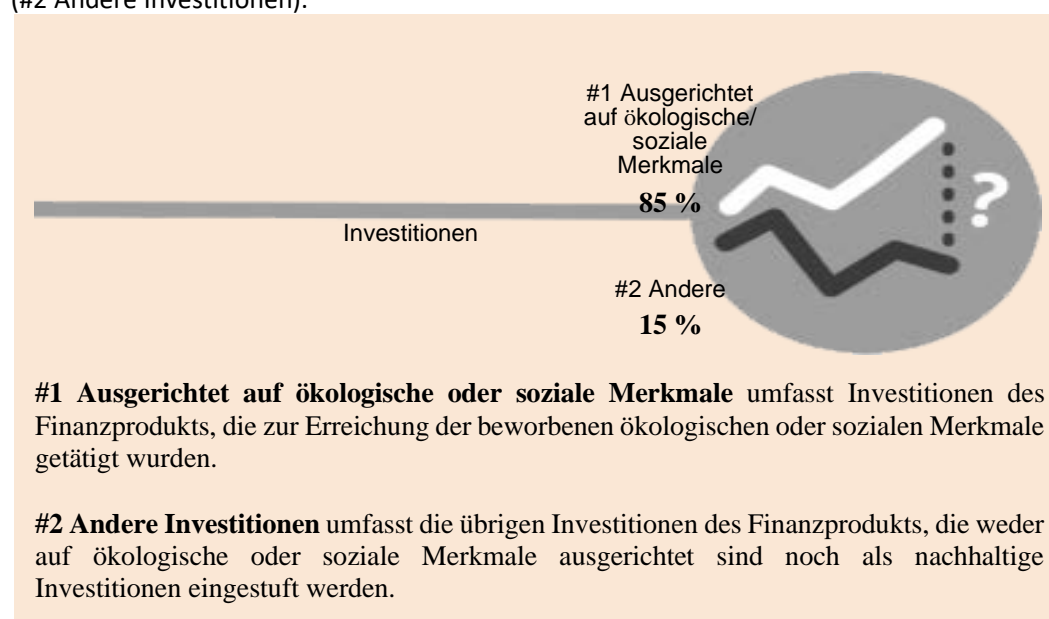 (#2 Andere Investitionen).
#1 Ausgerichtet
auf ökologische/
soziale
Merkmale
85 %
Investitionen
#2 Andere
15 %
?
#1 Ausgerichtet auf ökologische oder soziale Merkmale umfasst Investitionen des
Finanzprodukts, die zur Erreichung der beworbenen ökologischen oder sozialen Merkmale
getätigt wurden.
#2 Andere Investitionen umfasst die übrigen Investitionen des Finanzprodukts, die weder
auf ökologische oder soziale Merkmale ausgerichtet sind noch als nachhaltige
Investitionen eingestuft werden.